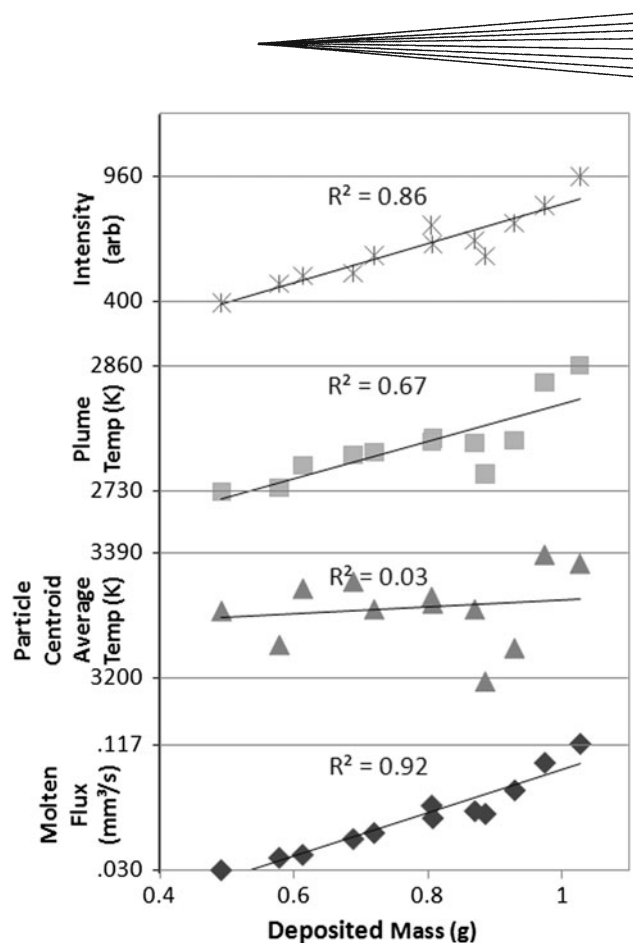 960
R² = 0.86
Intensity
(arb)
400
2860
R² = 0.67
Plume
Temp (K)
2730
3390
R² = 0.03
Particle
Centroid
Average
Temp (K)
3200
.117
R² = 0.92
Molten
Flux
(mm³/s)
.030
0.4 0.6 0.8 1
Deposited Mass (g)